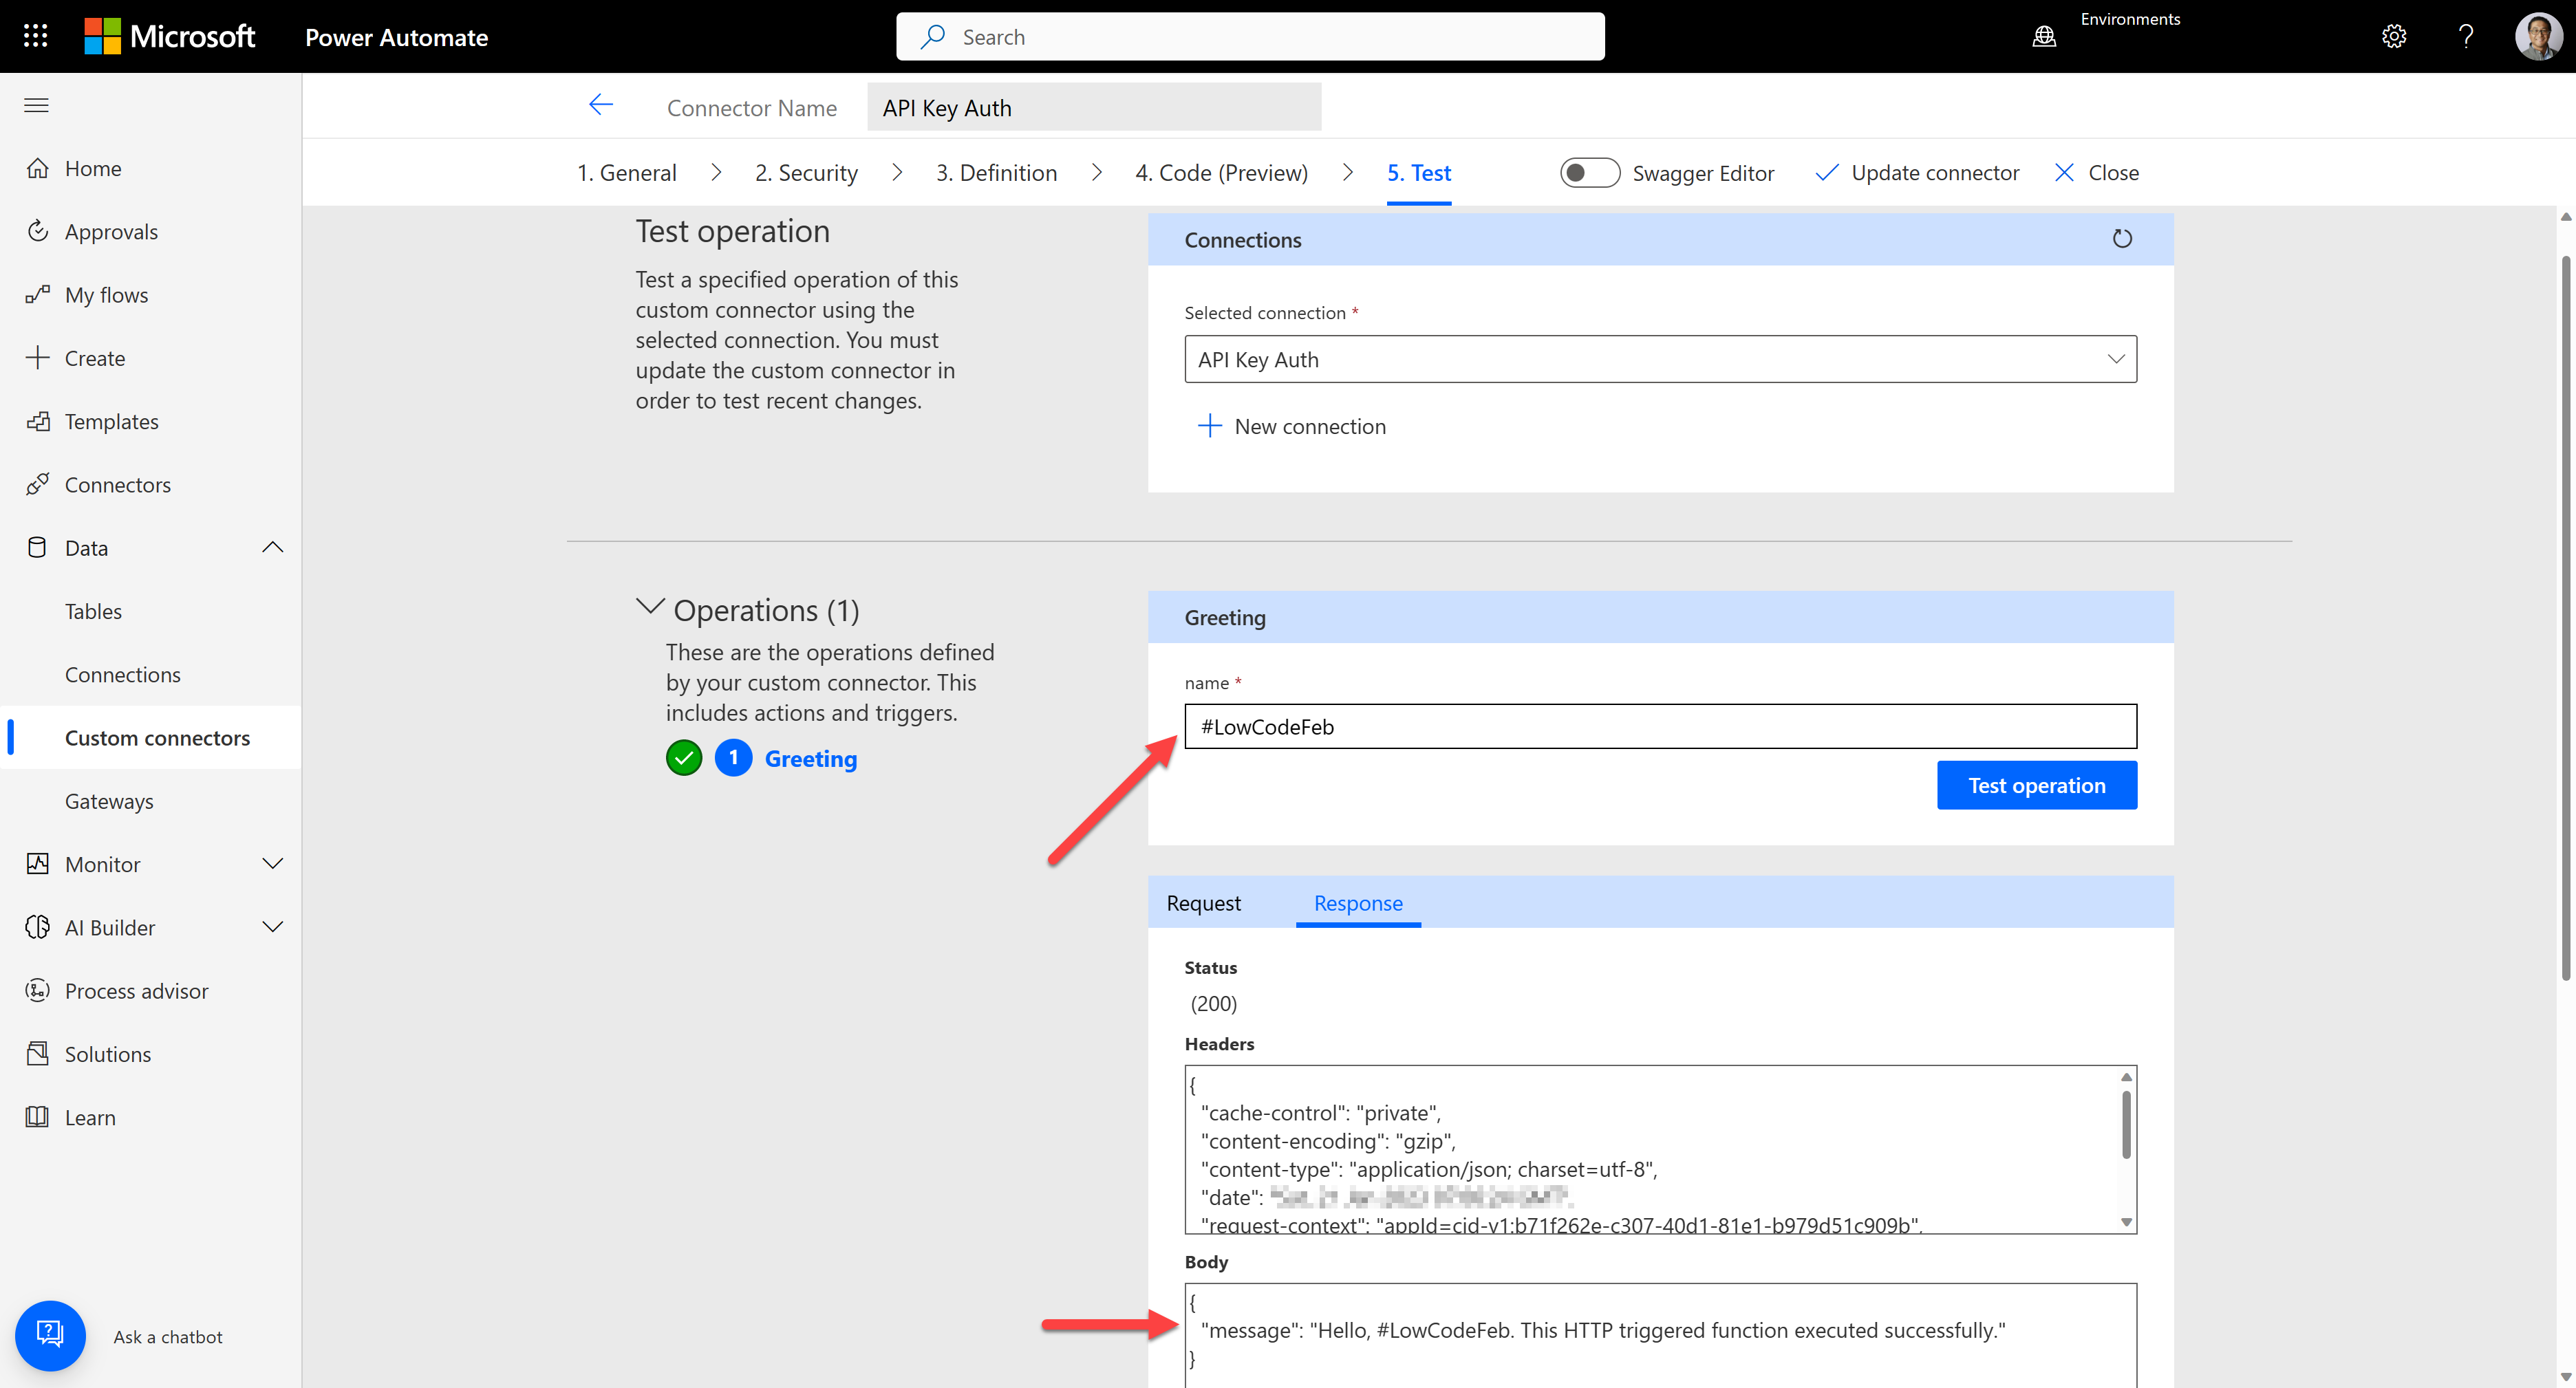 Microsoft
Power Automate
Search
Environments
Connector Name
API Key Auth
1. General
2. Security
3. Definition
4. Code (Preview)
5. Test
Swagger Editor
Update connector
Close
Home
Approvals
My flows
Create
Templates
Connectors
Data
Tables
Connections
Custom connectors
Gateways
Monitor
AI Builder
Process advisor
Solutions
Learn
Ask a chatbot
Test operation
Test a specified operation of this
custom connector using the
selected connection. You must
update the custom connector in
order to test recent changes.
Connections
Selected connection *
API Key Auth
New connection
Operations (1)
These are the operations defined
by your custom connector. This
includes actions and triggers.
1 Greeting
Greeting
name *
#LowCodeFeb
Test operation
Request
Response
Status
(200)
Headers
{
"cache-control": "private",
"content-encoding": "gzip",
"content-type": "application/json; charset=utf-8",
"date":
"request-context": "appId=cid-v1:b71f262e-c307-40d1-81e1-b979d51c909b",
Body
{
"message": "Hello, #LowCodeFeb. This HTTP triggered function executed successfully."
}